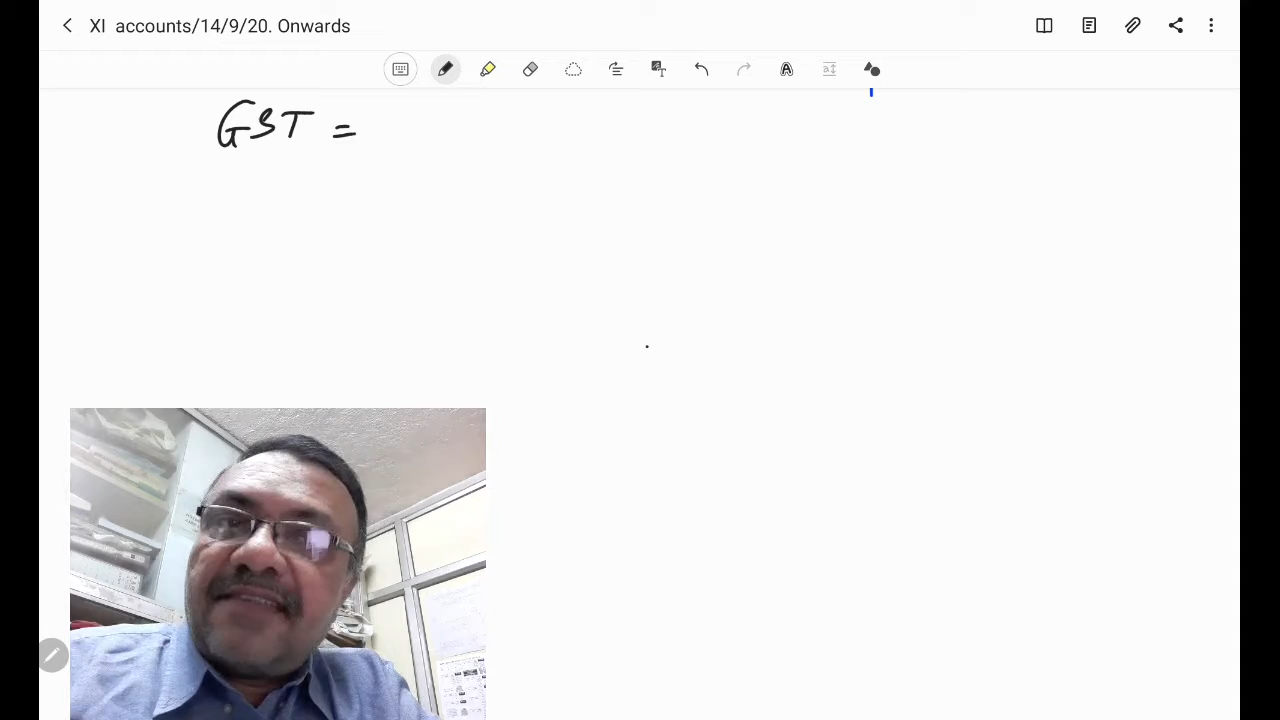 XI accounts/14/9/20. Onwards
GST =